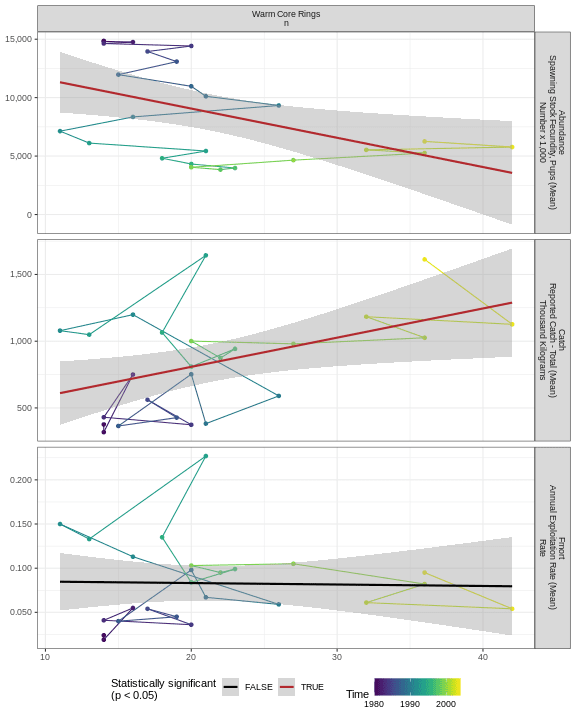 Warm Core Rings
n
15,000
10,000
5,000
0
Abundance
Spawning Stock Fecundity, Pups (Mean)
Number x 1,000
1,500
1,000
500
Catch
Reported Catch - Total (Mean)
Thousand Kilograms
0.200
0.150
0.100
0.050
Fmort
Annual Exploitation Rate (Mean)
Rate
10 20 30 40
Statistically significant
(p < 0.05)
FALSE TRUE
Time
1980 1990 2000